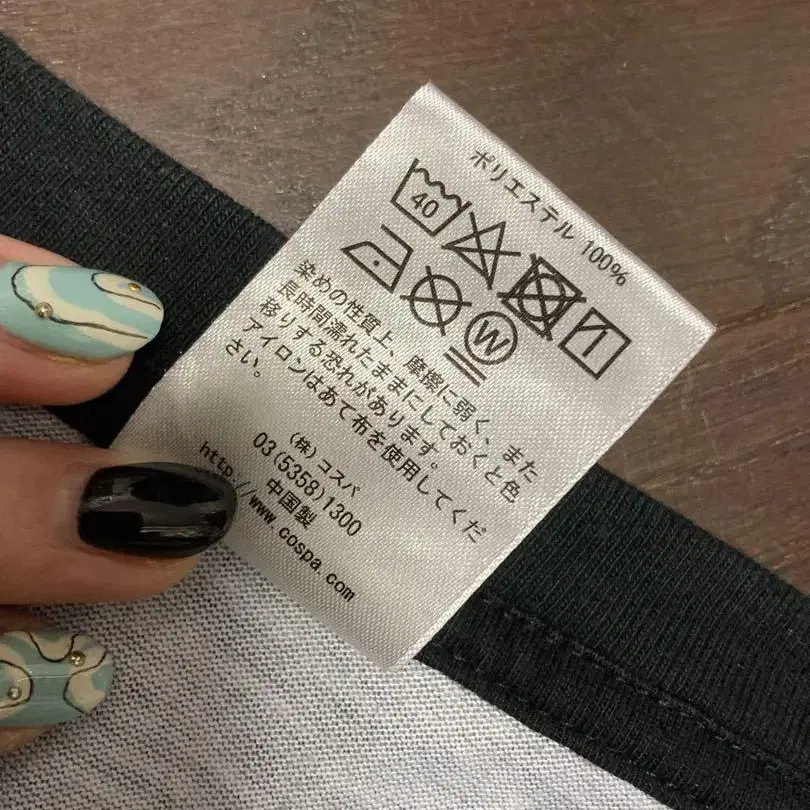 ポリエステル 100%
40
W
染めの性質上、摩擦に弱く、また
長時間濡れたままにしておくと色
移りする恐れがあります。
アイロンはあて布を使用してくだ
さい。
(株) コスパ
03(5358)1300
中国製
http://www.cospa.com